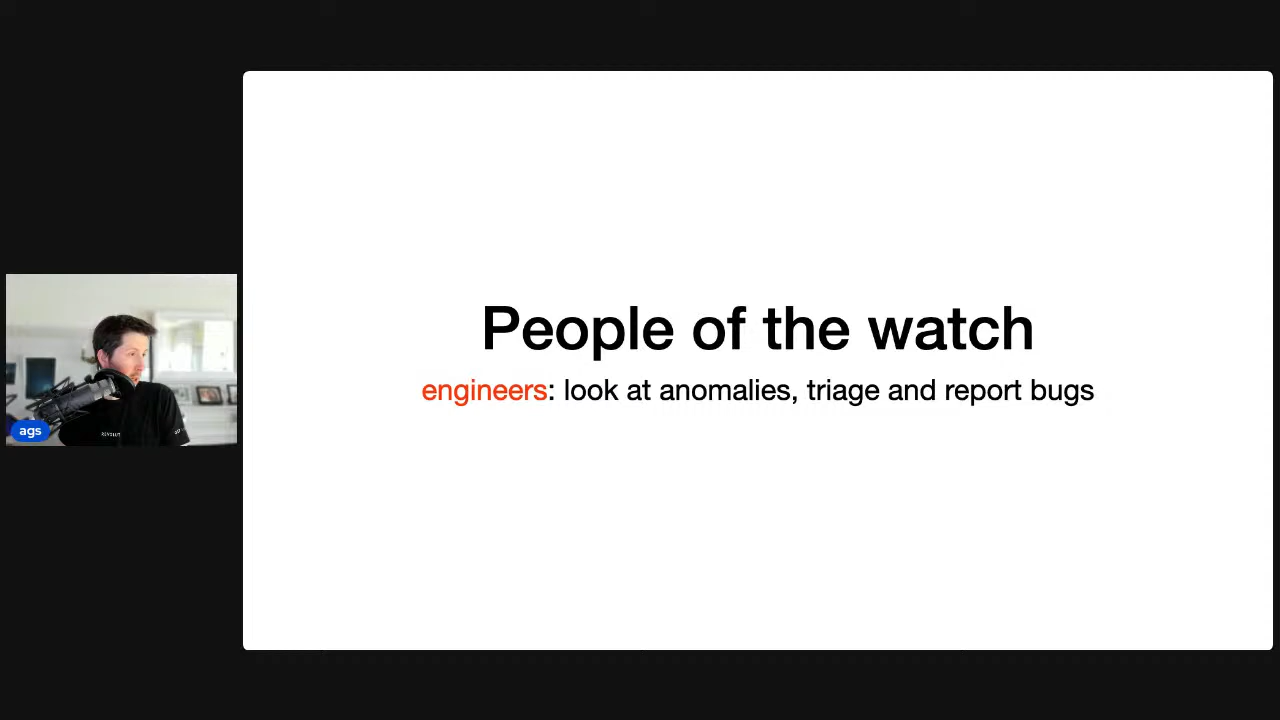 People of the watch
engineers: look at anomalies, triage and report bugs
ags